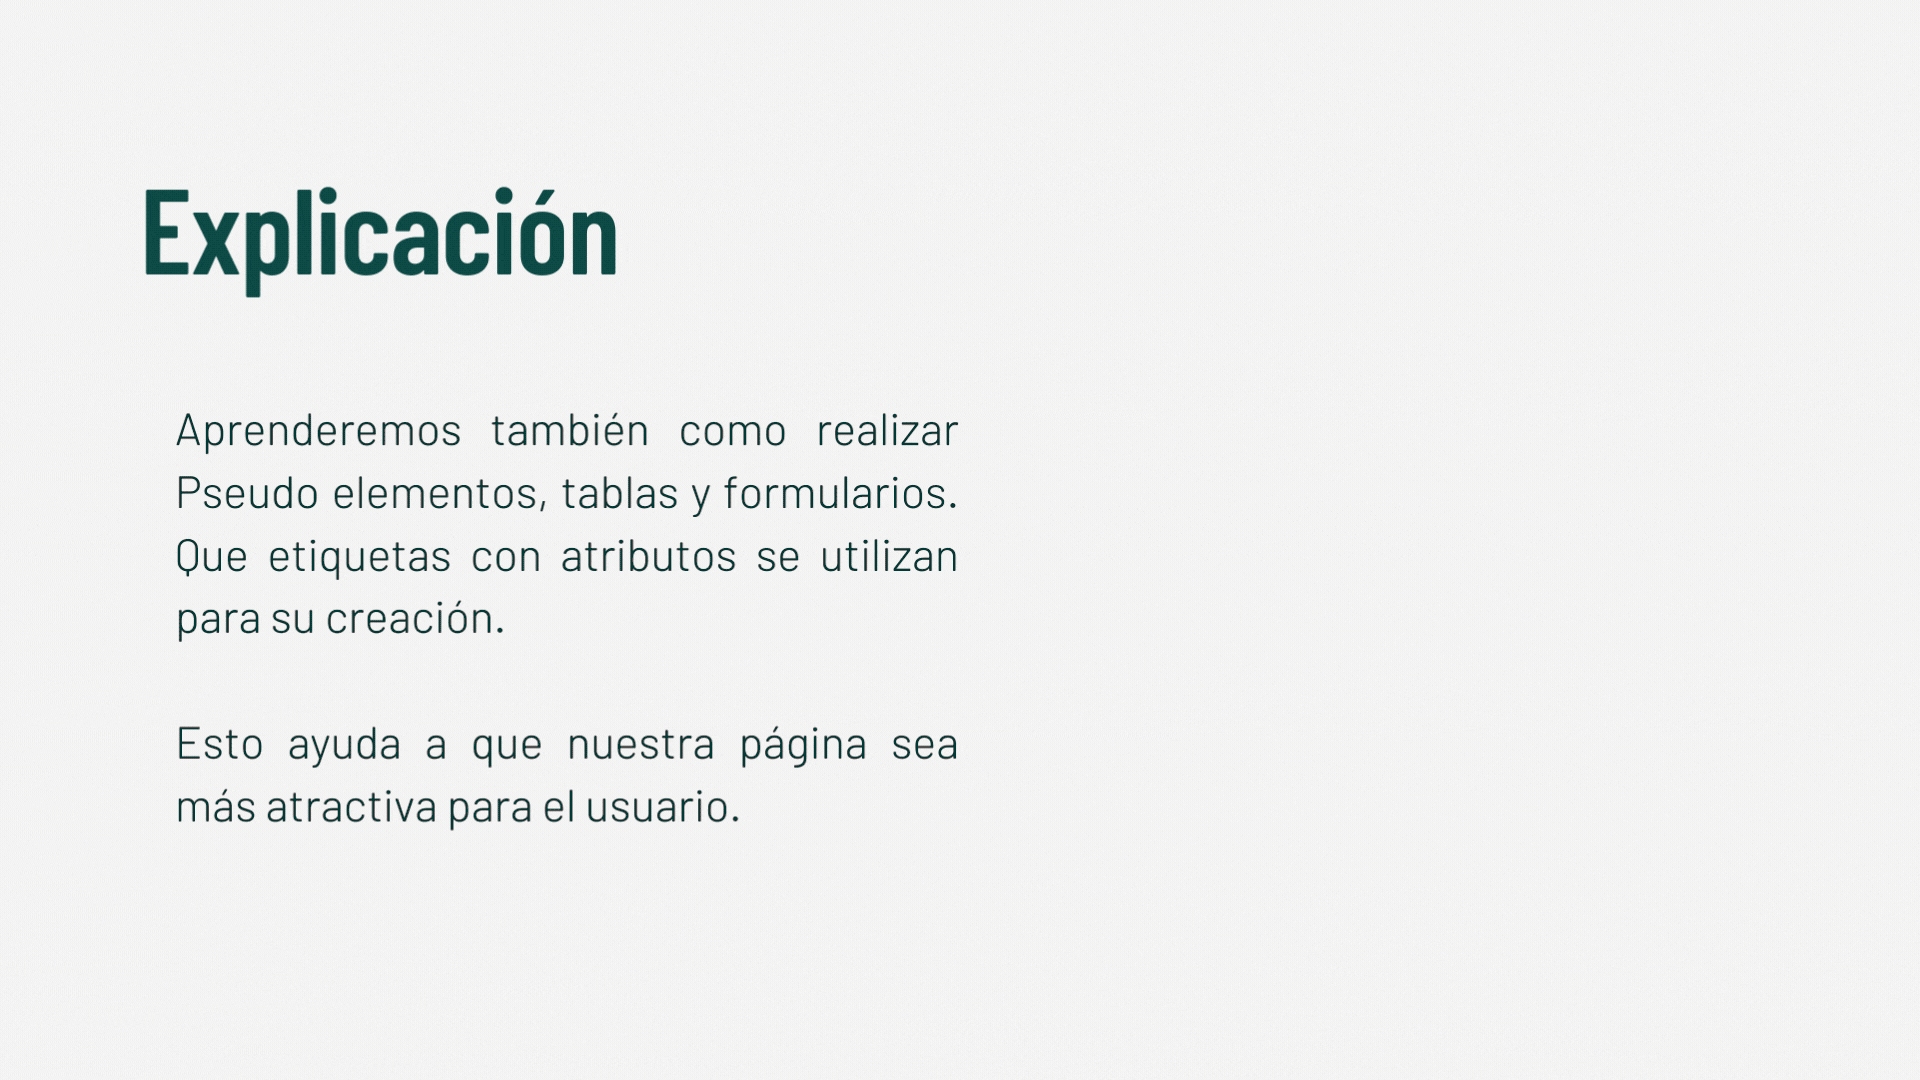 Explicación
Aprenderemos también como realizar
Pseudo elementos, tablas y formularios.
Que etiquetas con atributos se utilizan
para su creación.
Esto ayuda a que nuestra página sea
más atractiva para el usuario.